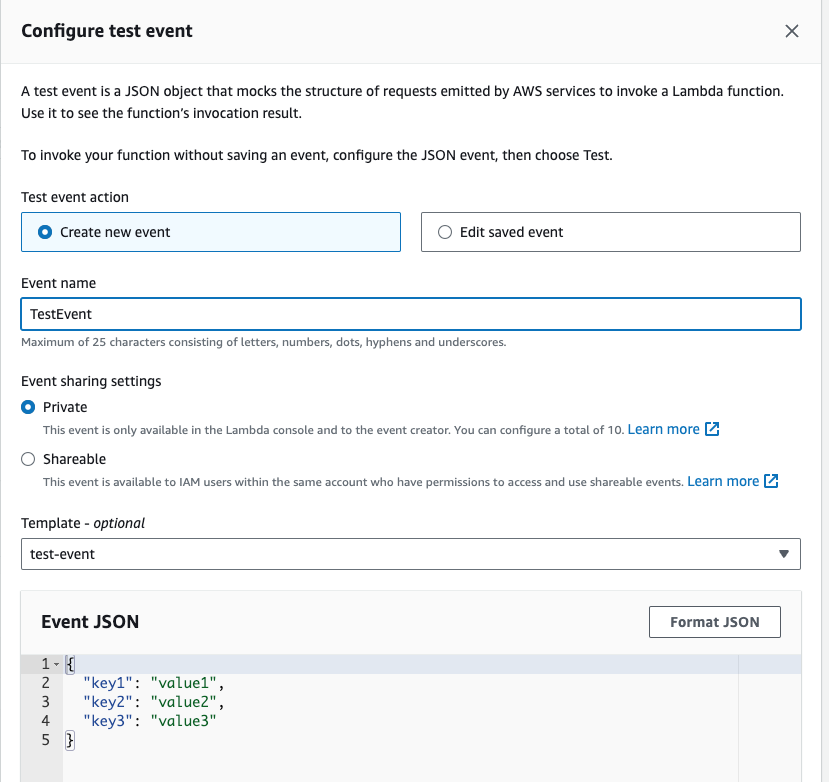 Configure test event
A test event is a JSON object that mocks the structure of requests emitted by AWS services to invoke a Lambda function.
Use it to see the function’s invocation result.
To invoke your function without saving an event, configure the JSON event, then choose Test.
Test event action
Create new event
Edit saved event
Event name
TestEvent
Maximum of 25 characters consisting of letters, numbers, dots, hyphens and underscores.
Event sharing settings
Private
This event is only available in the Lambda console and to the event creator. You can configure a total of 10. Learn more
Shareable
This event is available to IAM users within the same account who have permissions to access and use shareable events. Learn more
Template - optional
test-event
Event JSON
Format JSON
1 {
2 "key1": "value1",
3 "key2": "value2",
4 "key3": "value3"
5 }